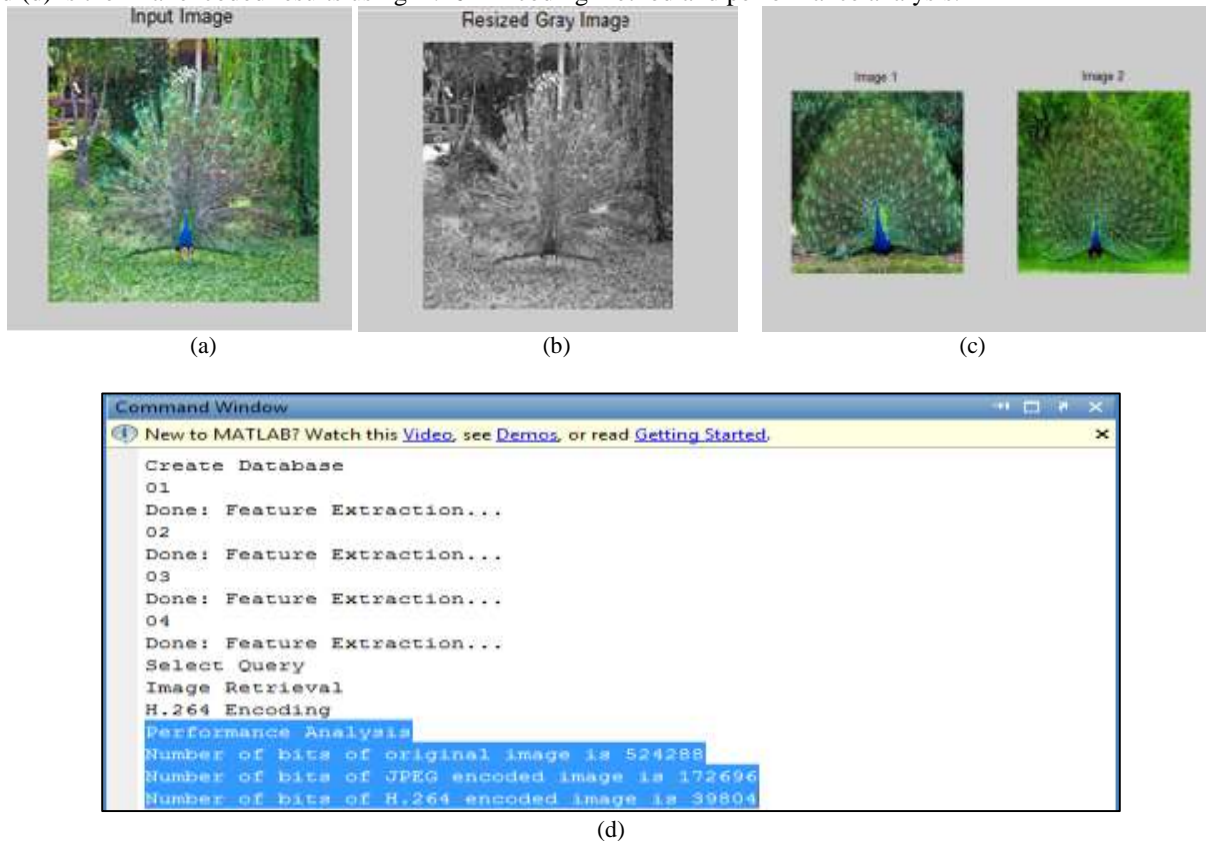 Input Image
Resized Gray Image
Image 1
Image 2
(a)
(b)
(c)
Command Window
New to MATLAB? Watch this Video, see Demos, or read Getting Started.
Create Database
01
Done: Feature Extraction...
02
Done: Feature Extraction...
03
Done: Feature Extraction...
04
Done: Feature Extraction...
Select Query
Image Retrieval
H.264 Encoding
Performance Analysis
Number of bits of original image is 524288
Number of bits of JPEG encoded image is 172696
Number of bits of H.264 encoded image is 39804
(d)